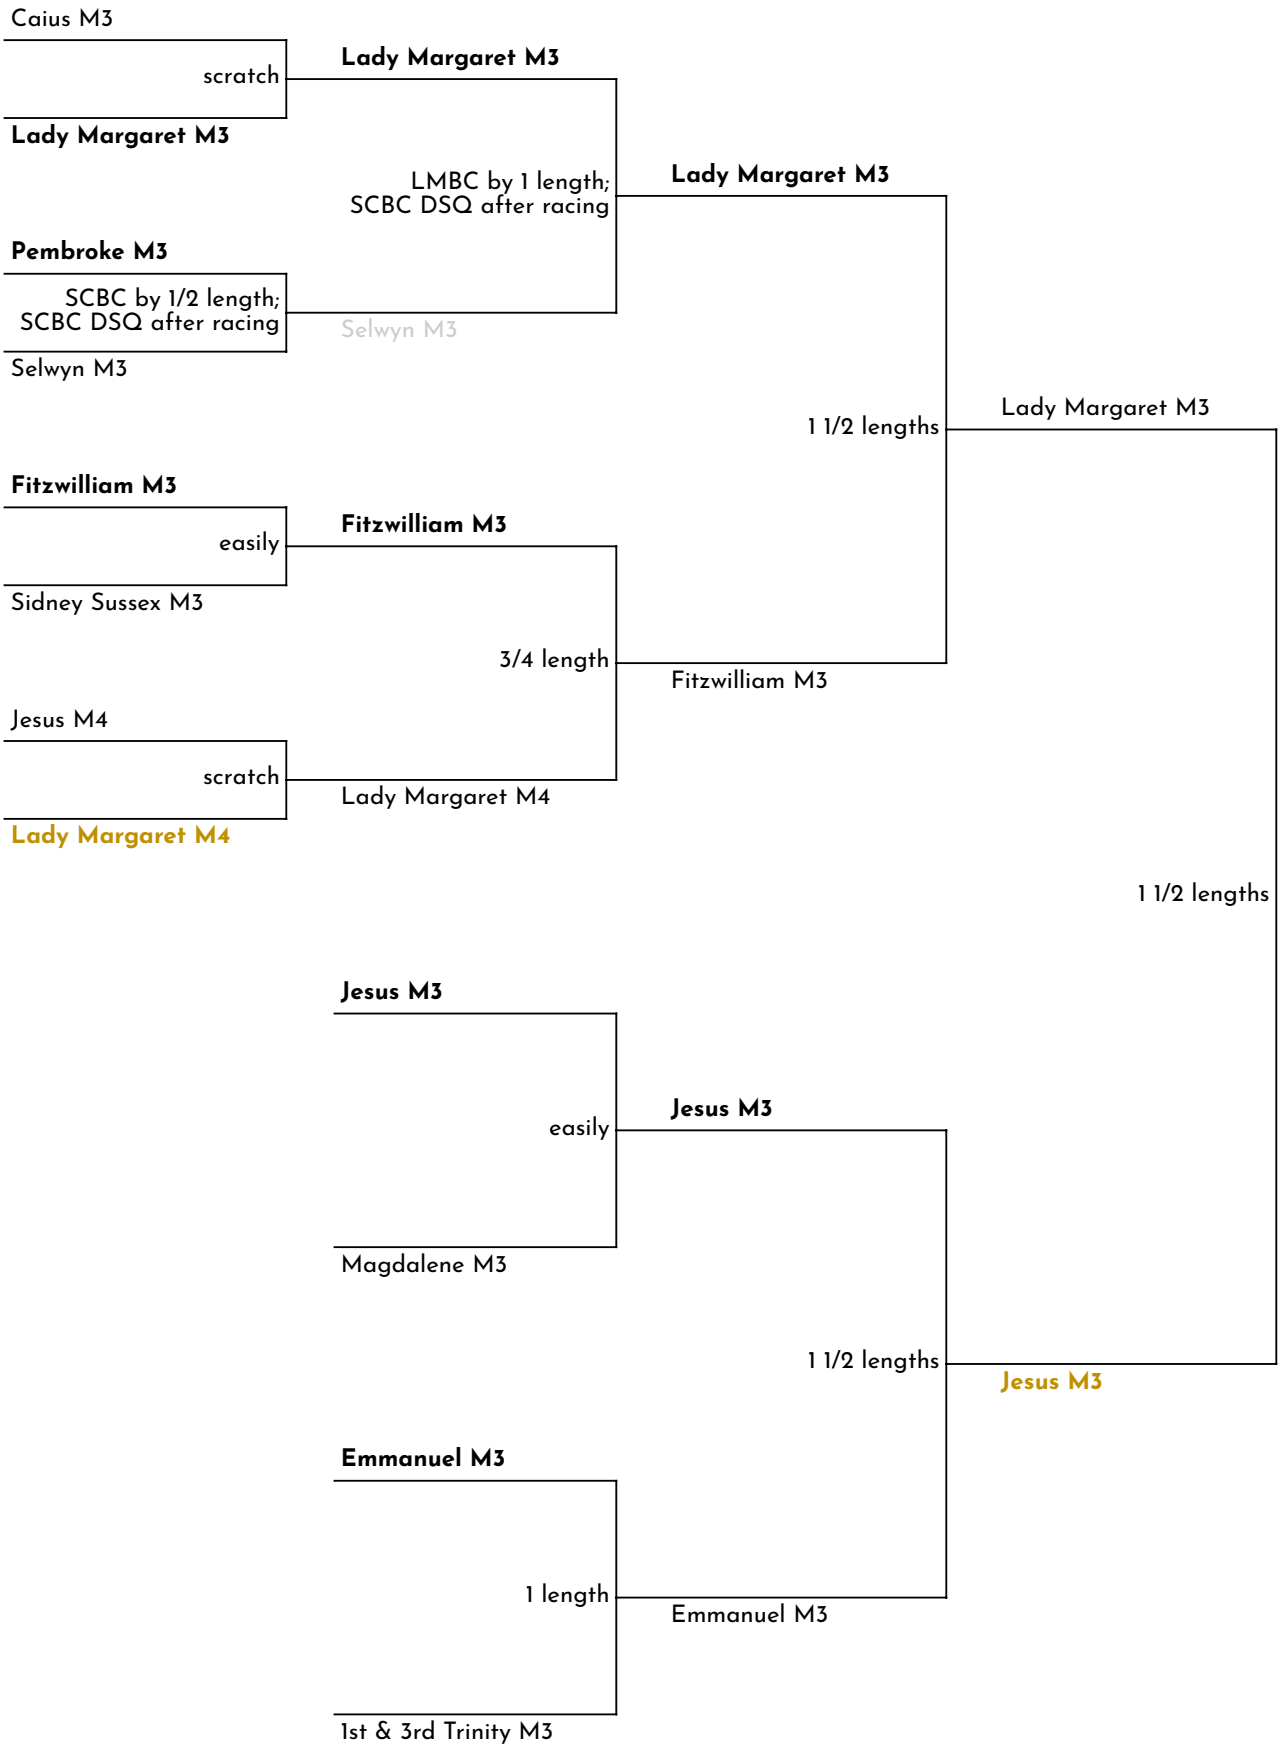 Caius M3
scratch
Lady Margaret M3
Lady Margaret M3
LMBC by 1 length;
SCBC DSQ after racing
Lady Margaret M3
Pembroke M3
SCBC by 1/2 length;
SCBC DSQ after racing
Selwyn M3
Selwyn M3
1 1/2 lengths
Lady Margaret M3
Fitzwilliam M3
easily
Sidney Sussex M3
Fitzwilliam M3
3/4 length
Fitzwilliam M3
Jesus M4
scratch
Lady Margaret M4
Lady Margaret M4
1 1/2 lengths
Jesus M3
easily
Magdalene M3
Jesus M3
1 1/2 lengths
Jesus M3
Emmanuel M3
1 length
Emmanuel M3
1st & 3rd Trinity M3